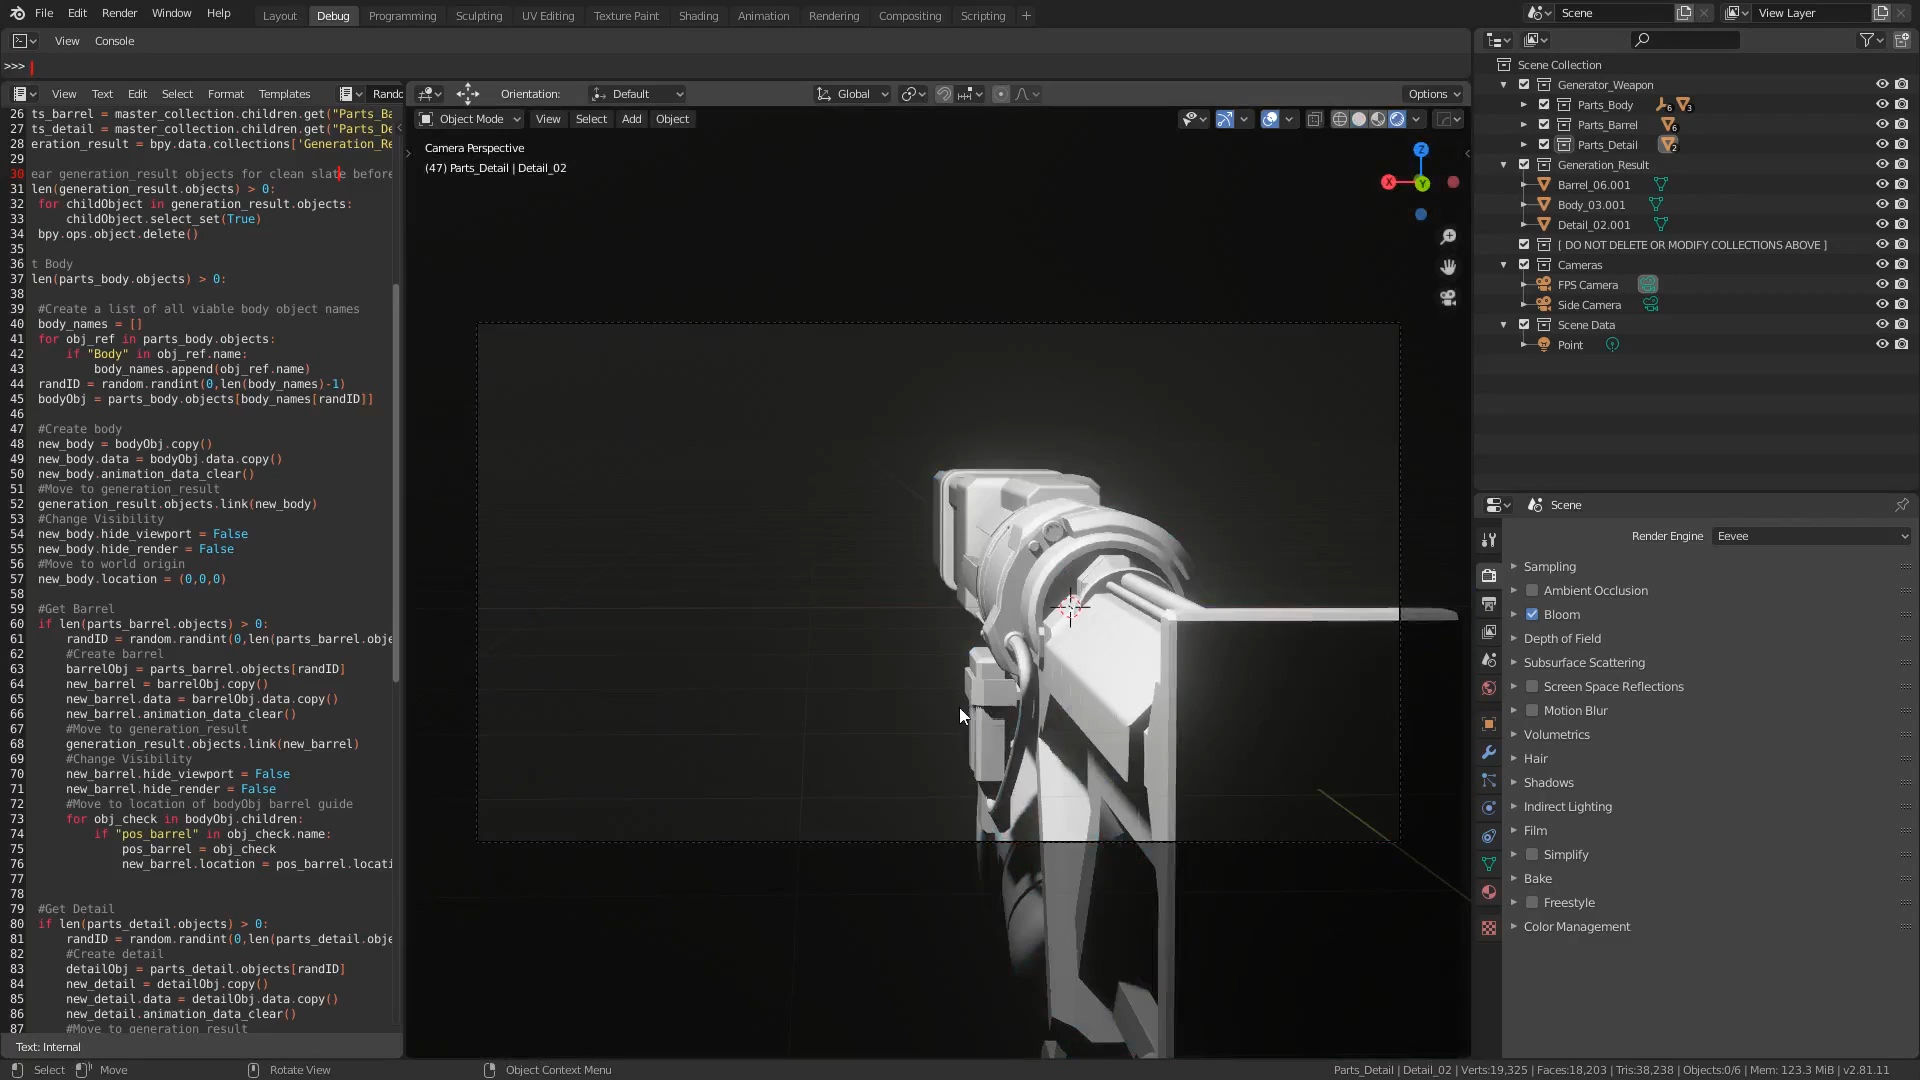 File Edit Render Window Help Layout Debug Programming Sculpting UV Editing Texture Paint Shading Animation Rendering Compositing Scripting + Scene View Layer
View Console
>>>
View Text Edit Select Format Templates Rando
Orientation: Default Global Options
Object Mode View Select Add Object
26 ts_barrel = master_collection.children.get("Parts_Ba
27 ts_detail = master_collection.children.get("Parts_De
28 eration_result = bpy.data.collections['Generation_Re
29
30 ear generation_result objects for clean slate before
31 len(generation_result.objects) > 0:
32 for childObject in generation_result.objects:
33 childObject.select_set(True)
34 bpy.ops.object.delete()
35
36 t Body
37 len(parts_body.objects) > 0:
38
39 #Create a list of all viable body object names
40 body_names = []
41 for obj_ref in parts_body.objects:
42 if "Body" in obj_ref.name:
43 body_names.append(obj_ref.name)
44 randID = random.randint(0,len(body_names)-1)
45 bodyObj = parts_body.objects[body_names[randID]]
46
47 #Create body
48 new_body = bodyObj.copy()
49 new_body.data = bodyObj.data.copy()
50 new_body.animation_data_clear()
51 #Move to generation_result
52 generation_result.objects.link(new_body)
53 #Change Visibility
54 new_body.hide_viewport = False
55 new_body.hide_render = False
56 #Move to world origin
57 new_body.location = (0,0,0)
58
59 #Get Barrel
60 if len(parts_barrel.objects) > 0:
61 randID = random.randint(0,len(parts_barrel.obje
62 #Create barrel
63 barrelObj = parts_barrel.objects[randID]
64 new_barrel = barrelObj.copy()
65 new_barrel.data = barrelObj.data.copy()
66 new_barrel.animation_data_clear()
67 #Move to generation_result
68 generation_result.objects.link(new_barrel)
69 #Change Visibility
70 new_barrel.hide_viewport = False
71 new_barrel.hide_render = False
72 #Move to location of bodyObj barrel guide
73 for obj_check in bodyObj.children:
74 if "pos_barrel" in obj_check.name:
75 pos_barrel = obj_check
76 new_barrel.location = pos_barrel.locati
77
78
79 #Get Detail
80 if len(parts_detail.objects) > 0:
81 randID = random.randint(0,len(parts_detail.obje
82 #Create detail
83 detailObj = parts_detail.objects[randID]
84 new_detail = detailObj.copy()
85 new_detail.data = detailObj.data.copy()
86 new_detail.animation_data_clear()
87 #Move to generation_result
Text: Internal
Camera Perspective
(47) Parts_Detail | Detail_02
Z
X
Y
Scene Collection
Generator_Weapon
Parts_Body 6 3
Parts_Barrel 6
Parts_Detail 2
Generation_Result
Barrel_06.001
Body_03.001
Detail_02.001
[ DO NOT DELETE OR MODIFY COLLECTIONS ABOVE ]
Cameras
FPS Camera
Side Camera
Scene Data
Point
Scene
Render Engine Eevee
Sampling
Ambient Occlusion
Bloom
Depth of Field
Subsurface Scattering
Screen Space Reflections
Motion Blur
Volumetrics
Hair
Shadows
Indirect Lighting
Film
Simplify
Bake
Freestyle
Color Management
Select Move Rotate View Object Context Menu Parts_Detail | Detail_02 | Verts:19,325 | Faces:18,203 | Tris:38,238 | Objects:0/6 | Mem: 123.3 MiB | v2.81.11